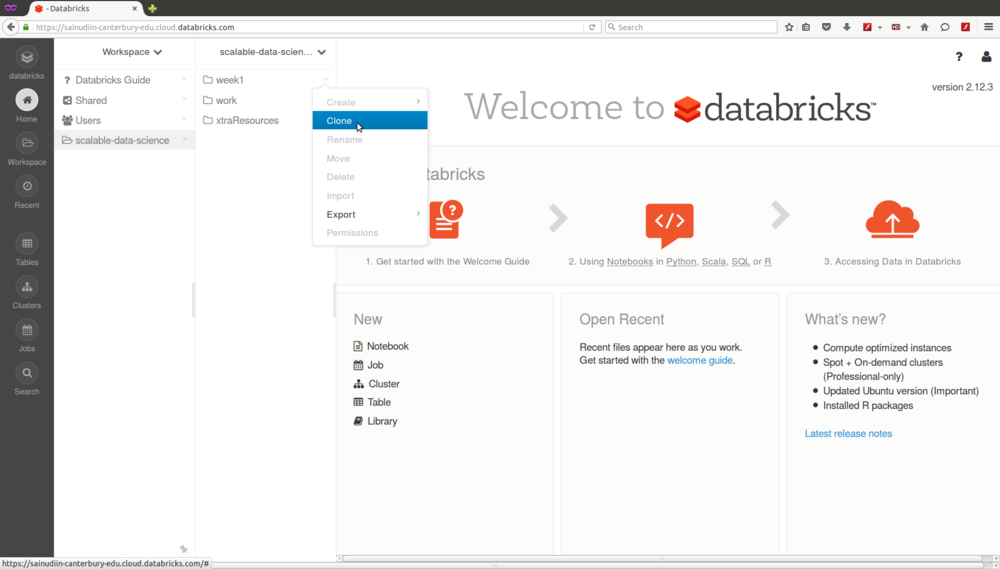 - Databricks
https://sainudiin-canterbury-edu.cloud.databricks.com
Search
databricks
Home
Workspace
Recent
Tables
Clusters
Jobs
Search
Workspace
Databricks Guide
Shared
Users
scalable-data-science
scalable-data-scien...
week1
work
xtraResources
Create
Clone
Rename
Move
Delete
Import
Export
Permissions
version 2.12.3
Welcome to databricks™
tabricks
1. Get started with the Welcome Guide
2. Using Notebooks in Python, Scala, SQL or R
3. Accessing Data in Databricks
New
Notebook
Job
Cluster
Table
Library
Open Recent
Recent files appear here as you work.
Get started with the welcome guide.
What's new?
Compute optimized instances
Spot + On-demand clusters
(Professional-only)
Updated Ubuntu version (Important)
Installed R packages
Latest release notes
https://sainudiin-canterbury-edu.cloud.databricks.com/#